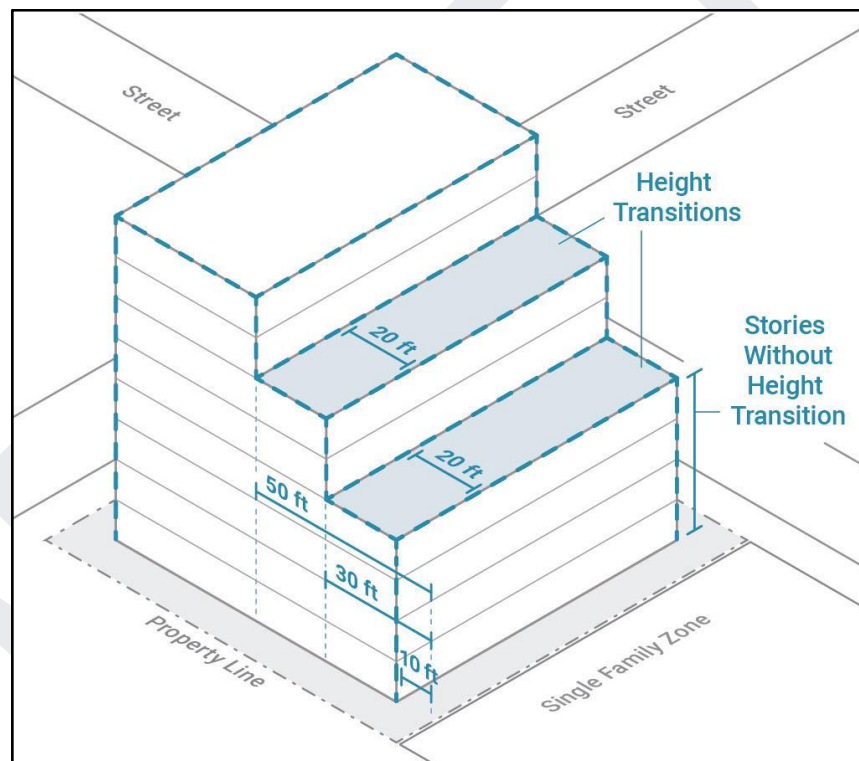 Street
Street
Height
Transitions
20 ft
Stories
Without
Height
Transition
20 ft
50 ft
30 ft
10 ft
Property Line
Single Family Zone